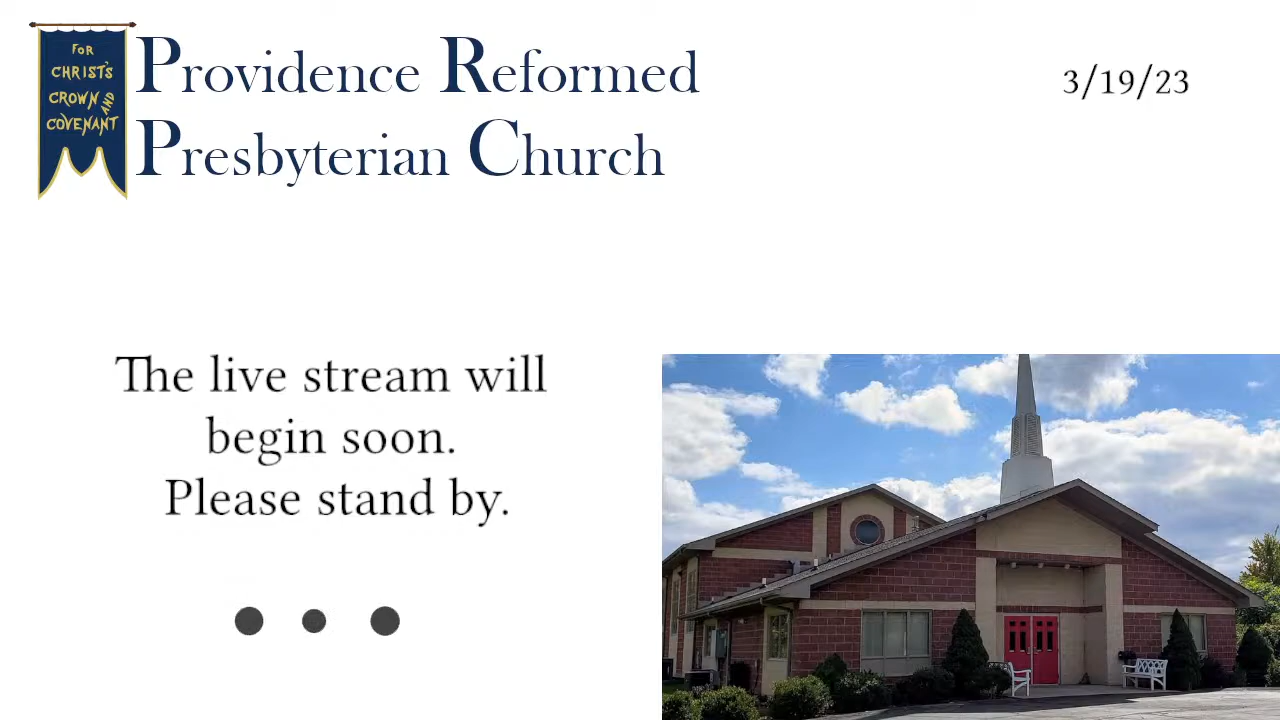 FOR
CHRIST'S
CROWN AND
COVENANT
Providence Reformed
Presbyterian Church
3/19/23
The live stream will
begin soon.
Please stand by.